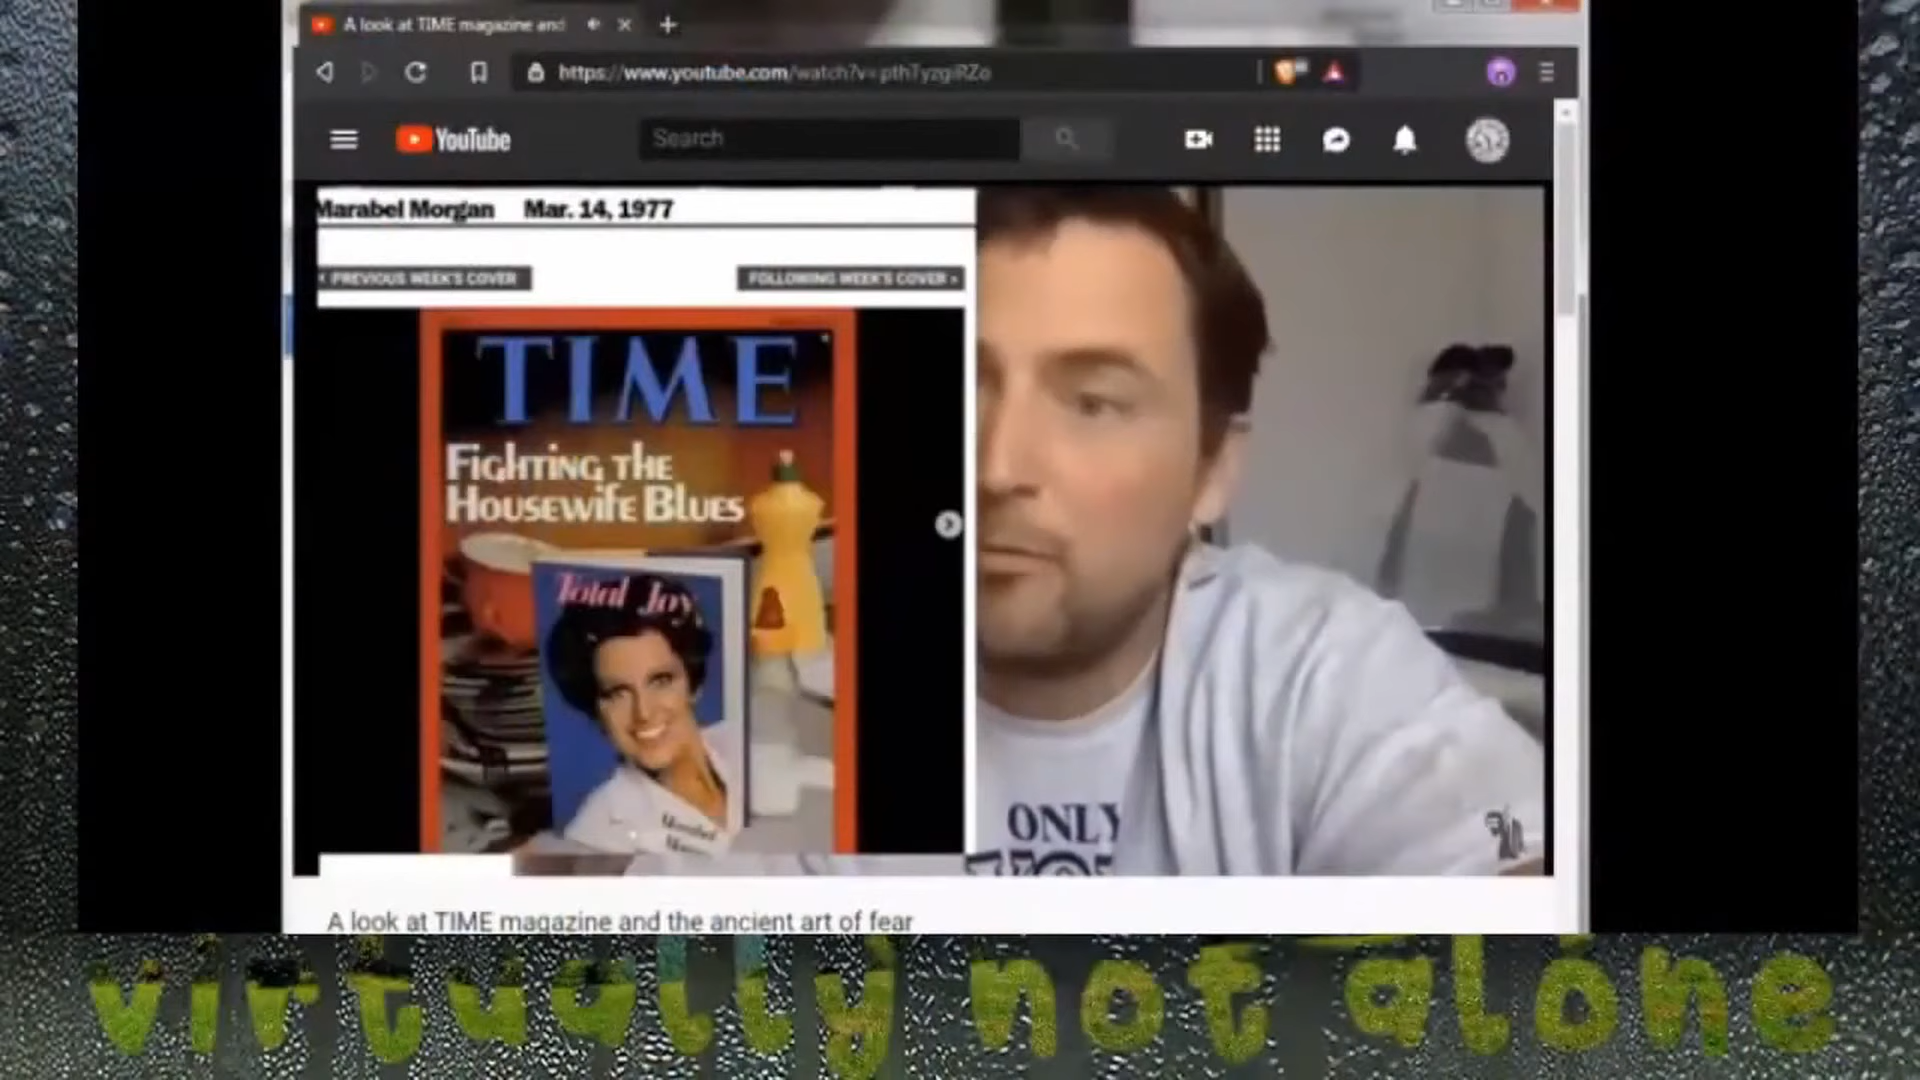 A look at TIME magazine and
https://www.youtube.com/watch?v=pthTyzgiRZo
YouTube
Search
Marabel Morgan Mar. 14, 1977
‹ PREVIOUS WEEK'S COVER
FOLLOWING WEEK'S COVER ›
TIME
Fighting the
Housewife Blues
Total Joy
ONLY
A look at TIME magazine and the ancient art of fear
virtually not alone